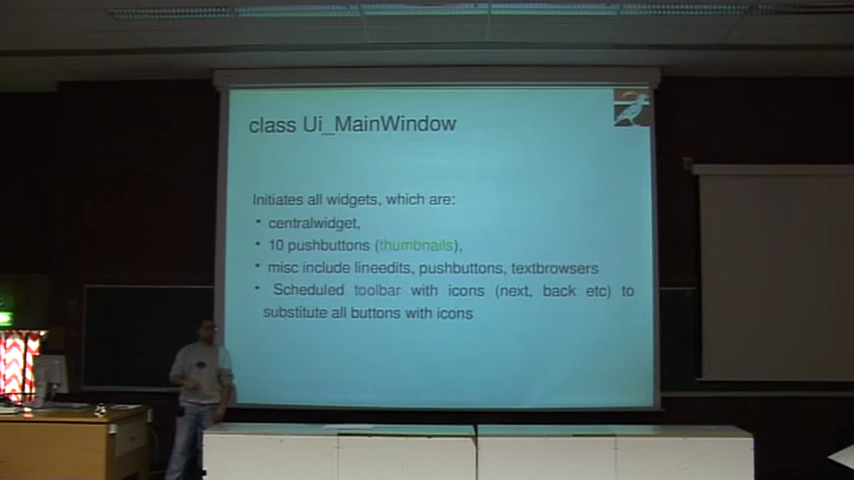 class Ui_MainWindow
Initiates all widgets, which are:
• centralwidget,
• 10 pushbuttons (thumbnails),
• misc include lineedits, pushbuttons, textbrowsers
• Scheduled toolbar with icons (next, back etc) to
substitute all buttons with icons